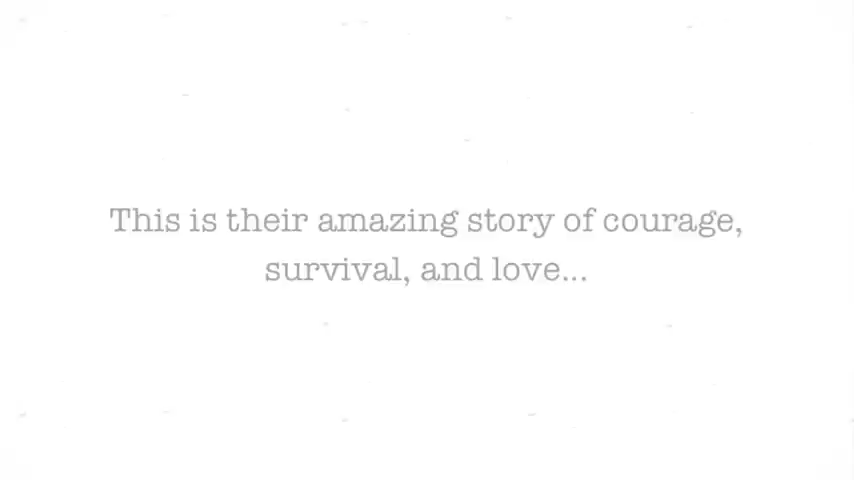 This is their amazing story of courage,
survival, and love...